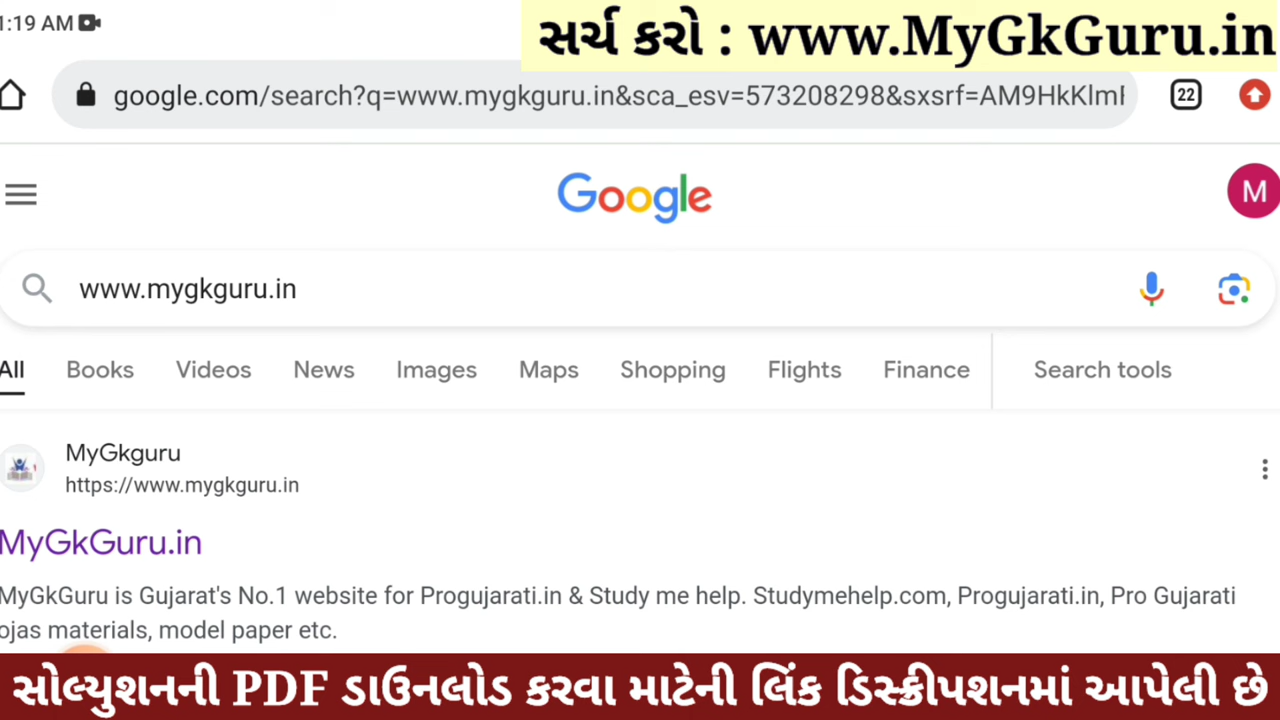 1:19 AM
સર્ચ કરો : www.MyGkGuru.in
google.com/search?q=www.mygkguru.in&sca_esv=573208298&sxsrf=AM9HkKlm
22
Google
M
www.mygkguru.in
All Books Videos News Images Maps Shopping Flights Finance Search tools
MyGkguru
https://www.mygkguru.in
MyGkGuru.in
MyGkGuru is Gujarat's No.1 website for Progujarati.in & Study me help. Studymehelp.com, Progujarati.in, Pro Gujarati
ojas materials, model paper etc.
સોલ્યુશનની PDF ડાઉનલોડ કરવા માટેની લિંક ડિસ્ક્રીપશનમાં આપેલી છે